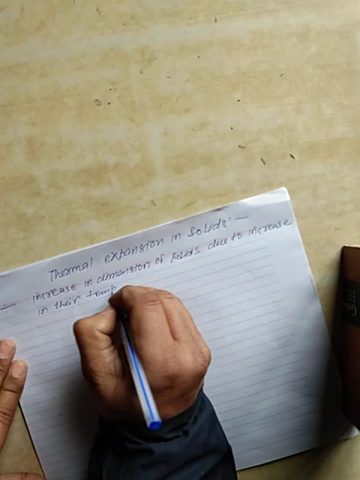 Thermal expansion in Solids:—
Increase in dimension of solids due to increase
in their temp